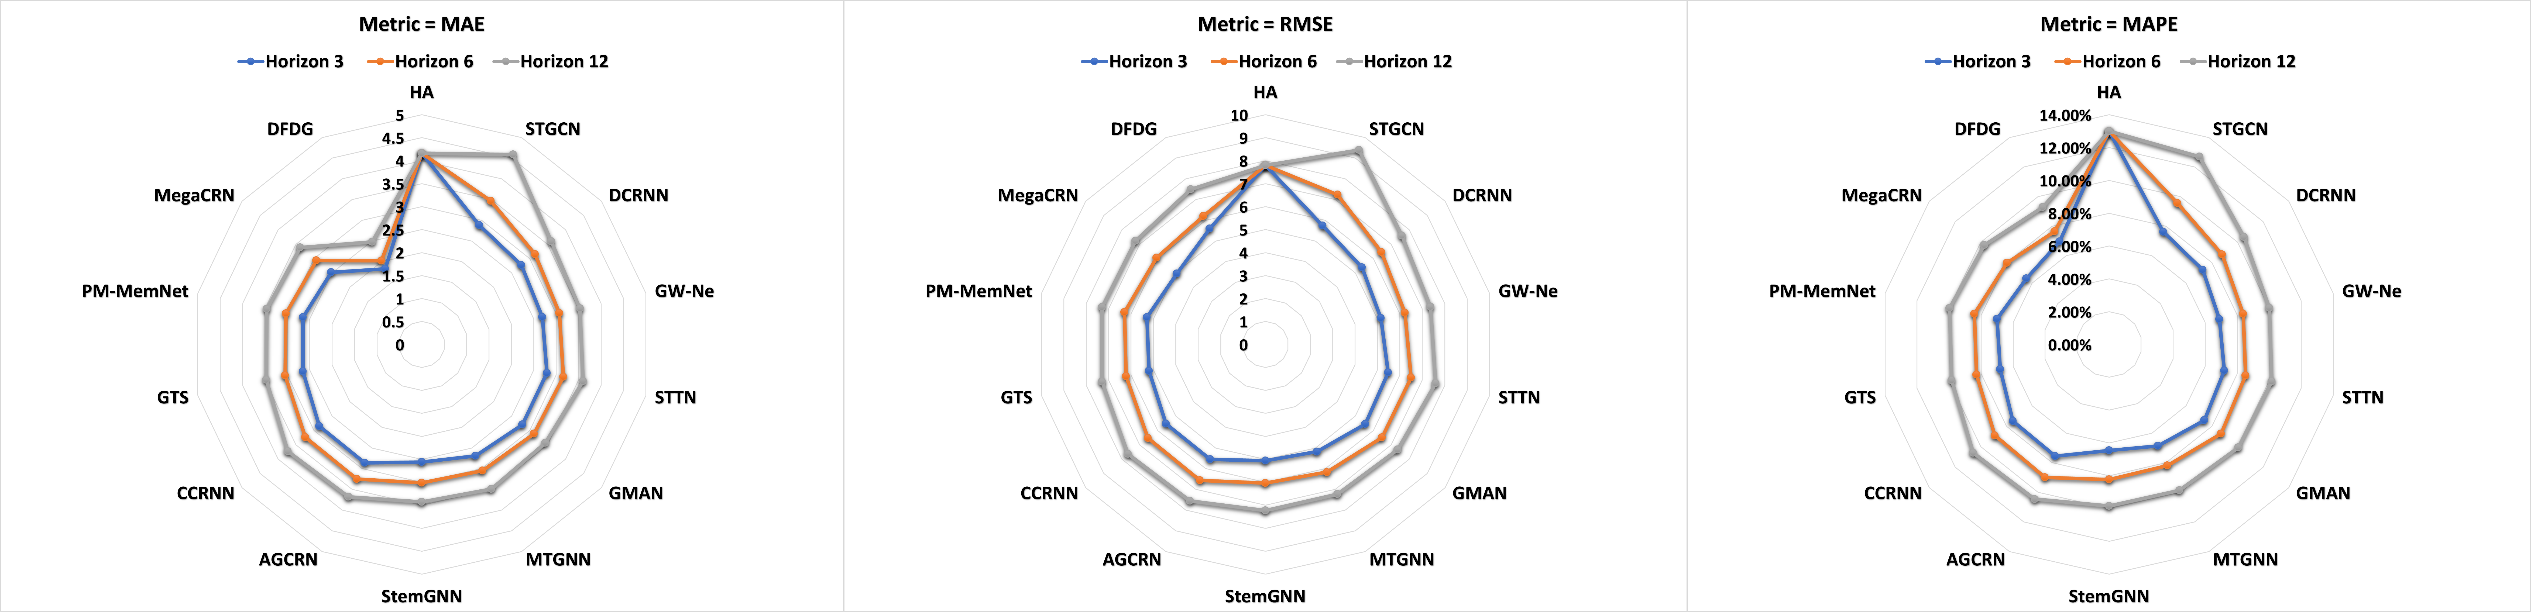 Metric = MAE
Horizon 3 Horizon 6 Horizon 12
HA
STGCN
DCRNN
GW-Ne
STTN
GMAN
MTGNN
StemGNN
AGCRN
CCRNN
GTS
PM-MemNet
MegaCRN
DFDG
5
4.5
4
3.5
3
2.5
2
1.5
1
0.5
0
Metric = RMSE
Horizon 3 Horizon 6 Horizon 12
HA
STGCN
DCRNN
GW-Ne
STTN
GMAN
MTGNN
StemGNN
AGCRN
CCRNN
GTS
PM-MemNet
MegaCRN
DFDG
10
9
8
7
6
5
4
3
2
1
0
Metric = MAPE
Horizon 3 Horizon 6 Horizon 12
HA
STGCN
DCRNN
GW-Ne
STTN
GMAN
MTGNN
StemGNN
AGCRN
CCRNN
GTS
PM-MemNet
MegaCRN
DFDG
14.00%
12.00%
10.00%
8.00%
6.00%
4.00%
2.00%
0.00%